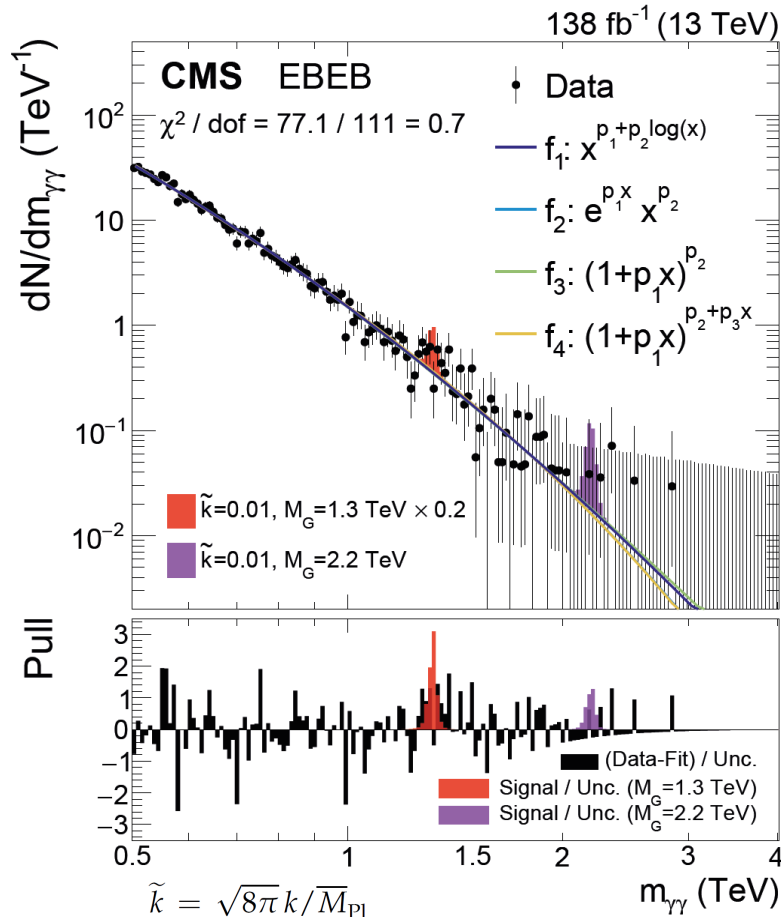 138 fb⁻¹ (13 TeV)
CMS EBEB
χ² / dof = 77.1 / 111 = 0.7
Data
f₁: x^(p₁+p₂log(x))
f₂: e^(p₁x) x^(p₂)
f₃: (1+p₁x)^(p₂)
f₄: (1+p₁x)^(p₂+p₃x)
dN/dm_γγ (TeV⁻¹)
10²
10
1
10⁻¹
10⁻²
k̃=0.01, M_G=1.3 TeV × 0.2
k̃=0.01, M_G=2.2 TeV
Pull
3
2
1
0
−1
−2
−3
(Data-Fit) / Unc.
Signal / Unc. (M_G=1.3 TeV)
Signal / Unc. (M_G=2.2 TeV)
0.5 1 1.5 2 3 4
m_γγ (TeV)
k̃ = √8π k/M̅_Pl